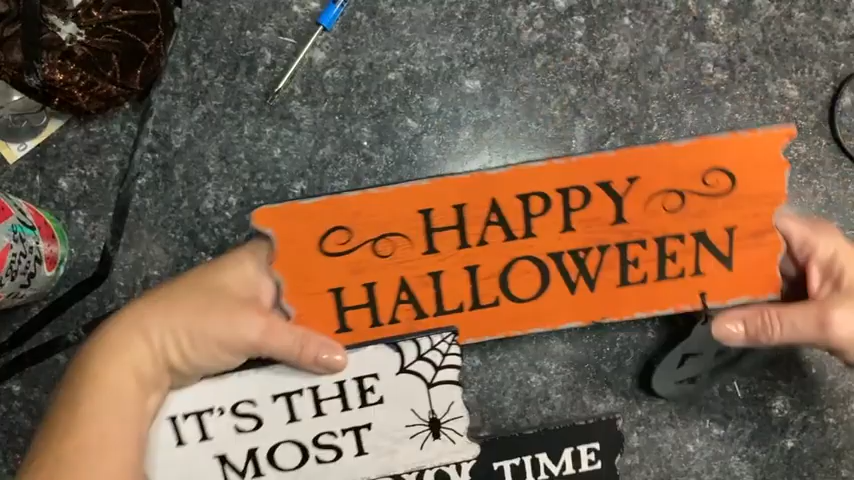 HAPPY
HALLOWEEN
IT'S THE
MOST
TIME